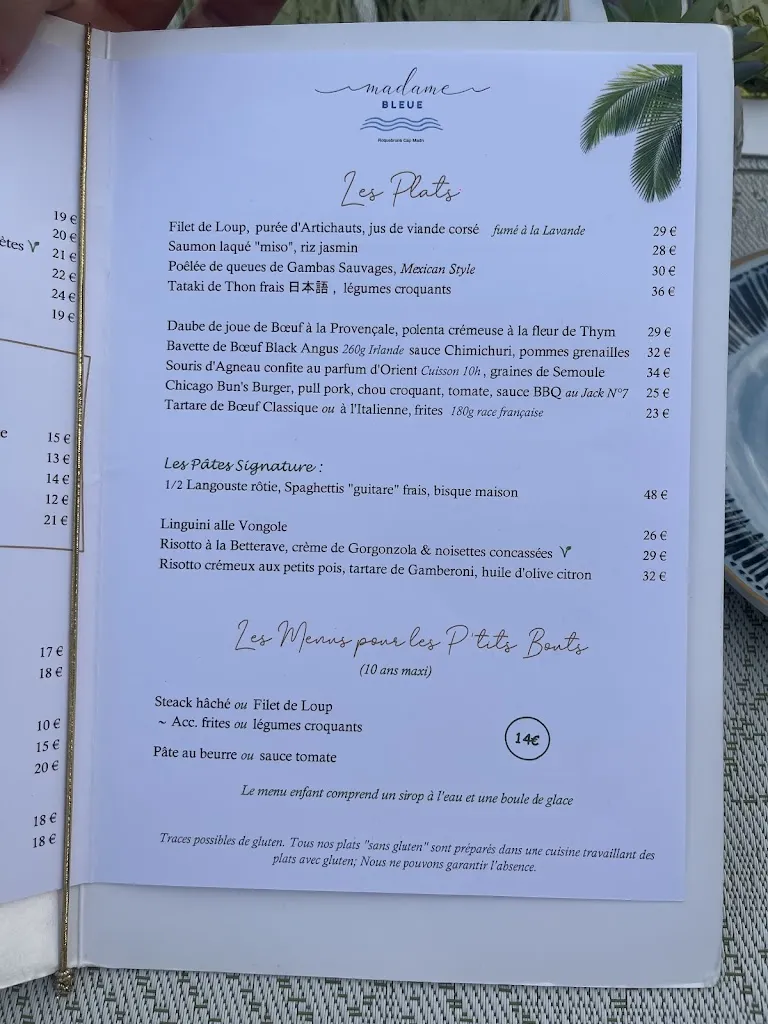 19 €
20 €
ètes V
21 €
22 €
24 €
19 €
e
15 €
13 €
14 €
12 €
21 €
17 €
18 €
10 €
15 €
20 €
18 €
18 €
madame
BLEUE
Roquebrune Cap Martin
Les Plats
Filet de Loup, purée d'Artichauts, jus de viande corsé fumé à la Lavande 29 €
Saumon laqué "miso", riz jasmin 28 €
Poêlée de queues de Gambas Sauvages, Mexican Style 30 €
Tataki de Thon frais 日本語 , légumes croquants 36 €
Daube de joue de Bœuf à la Provençale, polenta crémeuse à la fleur de Thym 29 €
Bavette de Bœuf Black Angus 260g Irlande sauce Chimichuri, pommes grenailles 32 €
Souris d'Agneau confite au parfum d'Orient Cuisson 10h , graines de Semoule 34 €
Chicago Bun's Burger, pull pork, chou croquant, tomate, sauce BBQ au Jack N°7 25 €
Tartare de Bœuf Classique ou à l'Italienne, frites 180g race française 23 €
Les Pâtes Signature :
1/2 Langouste rôtie, Spaghettis "guitare" frais, bisque maison 48 €
Linguini alle Vongole 26 €
Risotto à la Betterave, crème de Gorgonzola & noisettes concassées V 29 €
Risotto crémeux aux petits pois, tartare de Gamberoni, huile d'olive citron 32 €
Les Menus pour les P'tits Bouts
(10 ans maxi)
Steack hâché ou Filet de Loup
~ Acc. frites ou légumes croquants
14€
Pâte au beurre ou sauce tomate
Le menu enfant comprend un sirop à l'eau et une boule de glace
Traces possibles de gluten. Tous nos plats "sans gluten" sont préparés dans une cuisine travaillant des
plats avec gluten; Nous ne pouvons garantir l'absence.